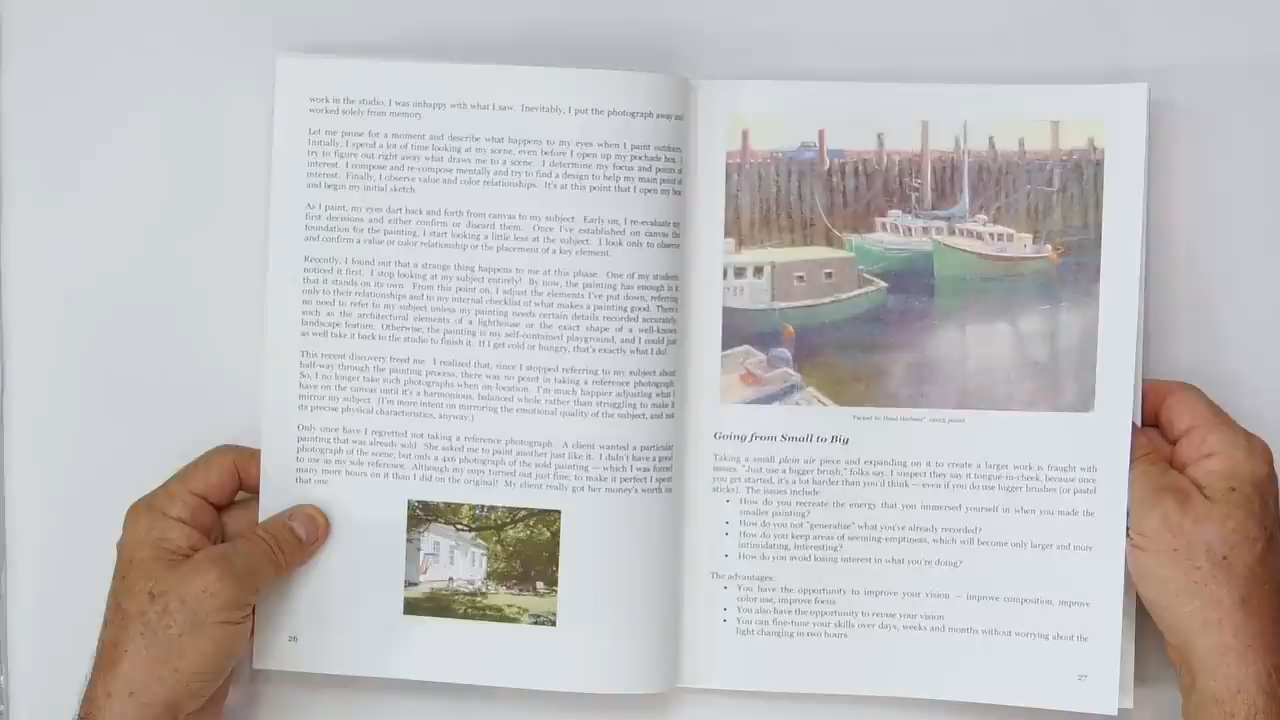 work in the studio, I was unhappy with what I saw. Inevitably, I put the photograph away and
worked solely from memory.
Let me pause for a moment and describe what happens to my eyes when I paint outdoors.
Initially, I spend a lot of time looking at my scene, even before I open up my pochade box. I
try to figure out right away what draws me to a scene. I determine my focus and points of
interest. I compose and re-compose mentally and try to find a design to help my main point of
interest. Finally, I observe value and color relationships. It's at this point that I open my box
and begin my initial sketch.
As I paint, my eyes dart back and forth from canvas to my subject. Early on, I re-evaluate my
first decisions and either confirm or discard them. Once I've established on canvas the
foundation for the painting, I start looking a little less at the subject. I look only to observe
and confirm a value or color relationship or the placement of a key element.
Recently, I found out that a strange thing happens to me at this phase. One of my students
noticed it first. I stop looking at my subject entirely! By now, the painting has enough in it
that it stands on its own. From this point on, I adjust the elements I've put down, referring
only to their relationships and to my internal checklist of what makes a painting good. There's
no need to refer to my subject unless my painting needs certain details recorded accurately,
such as the architectural elements of a lighthouse or the exact shape of a well-known
landscape feature. Otherwise, the painting is my self-contained playground, and I could just
as well take it back to the studio to finish it. If I get cold or hungry, that's exactly what I do!
This recent discovery freed me. I realized that, since I stopped referring to my subject about
half-way through the painting process, there was no point in taking a reference photograph.
So, I no longer take such photographs when on location. I'm much happier adjusting what I
have on the canvas until it's a harmonious, balanced whole rather than struggling to make it
mirror my subject. (I'm more intent on mirroring the emotional quality of the subject, and not
its precise physical characteristics, anyway.)
Only once have I regretted not taking a reference photograph. A client wanted a particular
painting that was already sold. She asked me to paint another just like it. I didn't have a good
photograph of the scene, but only a 4x6 photograph of the sold painting — which I was forced
to use as my sole reference. Although my copy turned out just fine, to make it perfect I spent
many more hours on it than I did on the original! My client really got her money's worth on
that one.
26
"Packed In, Head Harbour" pastel
Going from Small to Big
Taking a small plein air piece and expanding on it to create a larger work is fraught with
issues. "Just use a bigger brush," folks say. I suspect they say it tongue-in-cheek, because once
you get started, it's a lot harder than you'd think — even if you do use bigger brushes (or pastel
sticks). The issues include
• How do you recreate the energy that you immersed yourself in when you made the
smaller painting?
• How do you not "generalize" what you've already recorded?
• How do you keep areas of seeming-emptiness, which will become only larger and more
intimidating, interesting?
• How do you avoid losing interest in what you're doing?
The advantages:
• You have the opportunity to improve your vision — improve composition, improve
color use, improve focus
• You also have the opportunity to revise your vision
• You can fine-tune your skills over days, weeks and months without worrying about the
light changing in two hours
27